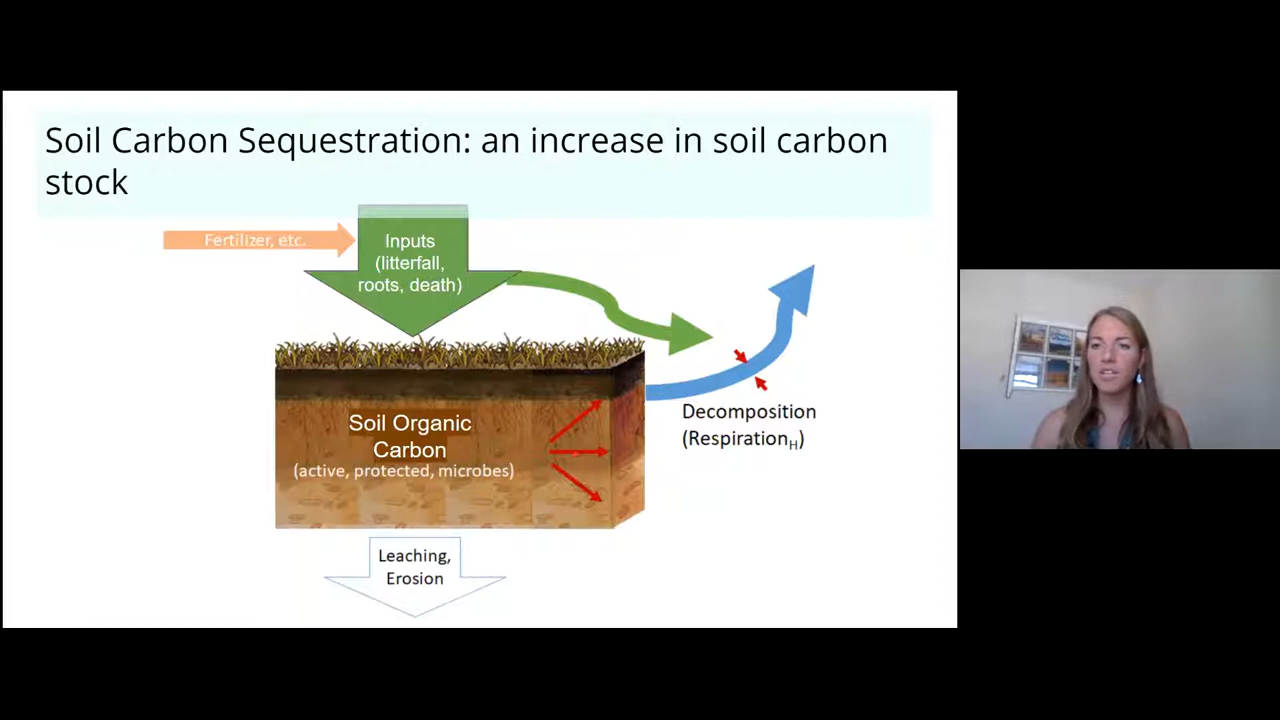 Soil Carbon Sequestration: an increase in soil carbon
stock
Fertilizer, etc.
Inputs
(litterfall,
roots, death)
Soil Organic
Carbon
(active, protected, microbes)
Decomposition
(RespirationH)
Leaching,
Erosion